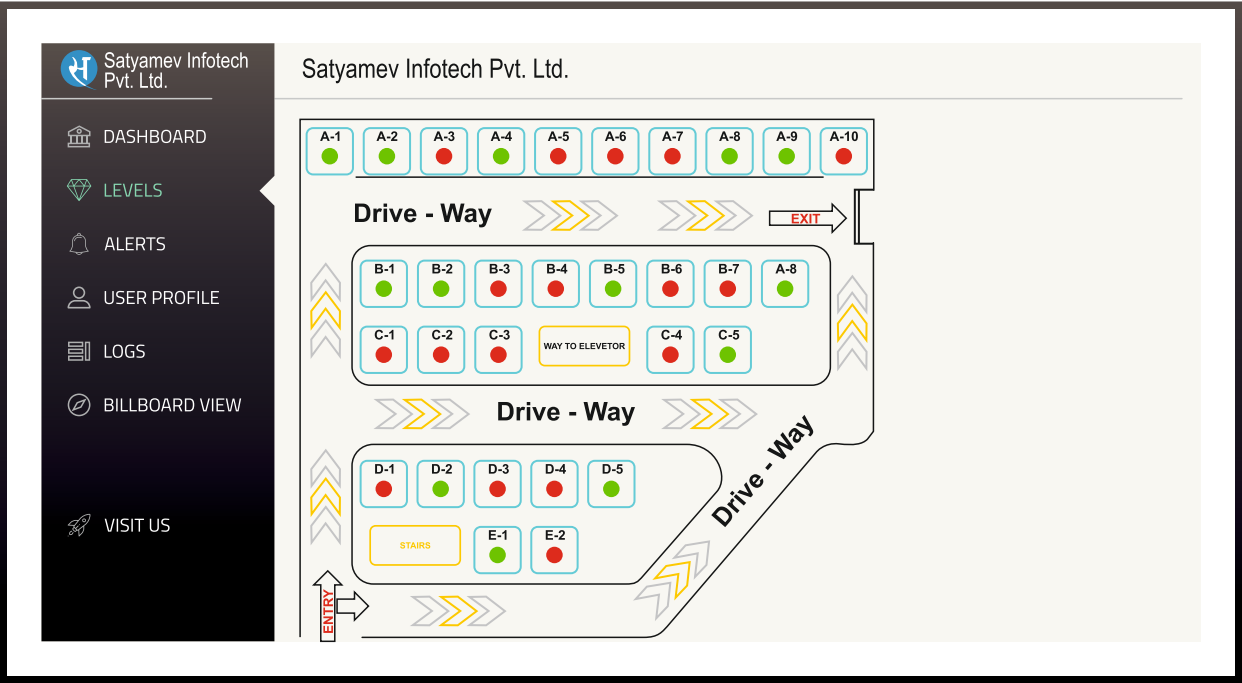 स
Satyamev Infotech
Pvt. Ltd.
Satyamev Infotech Pvt. Ltd.
DASHBOARD
LEVELS
ALERTS
USER PROFILE
LOGS
BILLBOARD VIEW
VISIT US
A-1 A-2 A-3 A-4 A-5 A-6 A-7 A-8 A-9 A-10
Drive - Way
EXIT
B-1 B-2 B-3 B-4 B-5 B-6 B-7 A-8
C-1 C-2 C-3 WAY TO ELEVETOR C-4 C-5
Drive - Way
Drive - Way
D-1 D-2 D-3 D-4 D-5
STAIRS E-1 E-2
ENTRY